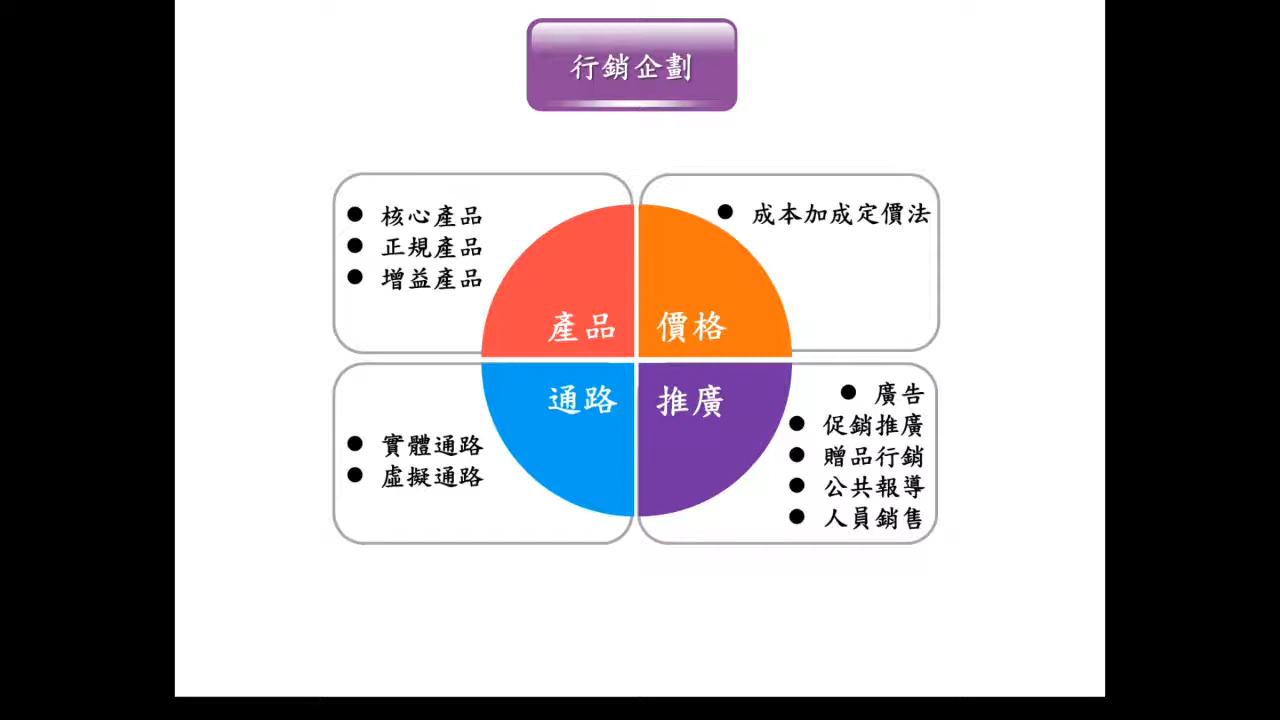 行銷企劃
● 核心產品
● 正規產品
● 增益產品
產品
● 成本加成定價法
價格
● 實體通路
● 虛擬通路
通路
● 廣告
● 促銷推廣
● 贈品行銷
● 公共報導
● 人員銷售
推廣